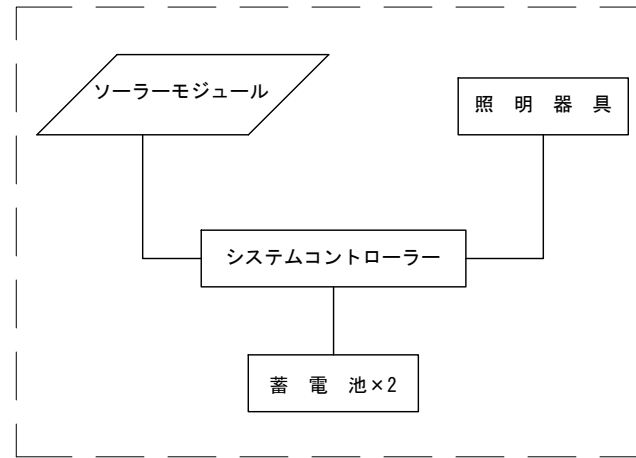 ソーラーモジュール
照　明　器　具
システムコントローラー
蓄　電　池×2